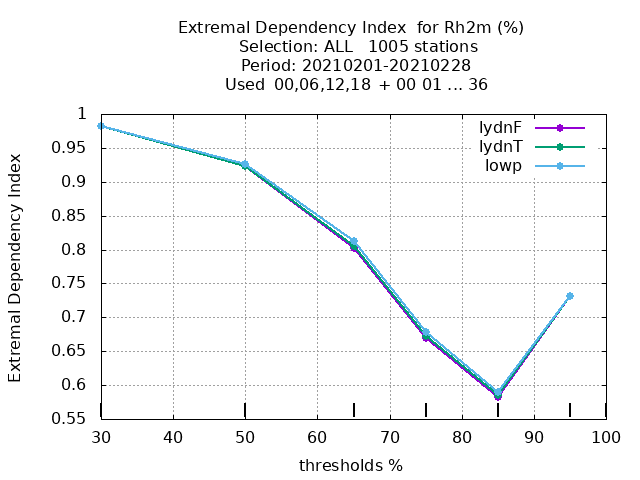 Extremal Dependency Index  for Rh2m (%)
Selection: ALL   1005 stations
Period: 20210201-20210228
Used  00,06,12,18  + 00 01 ... 36
lydnF
lydnT
lowp
Extremal Dependency Index
1
0.95
0.9
0.85
0.8
0.75
0.7
0.65
0.6
0.55
30 40 50 60 70 80 90 100
thresholds %